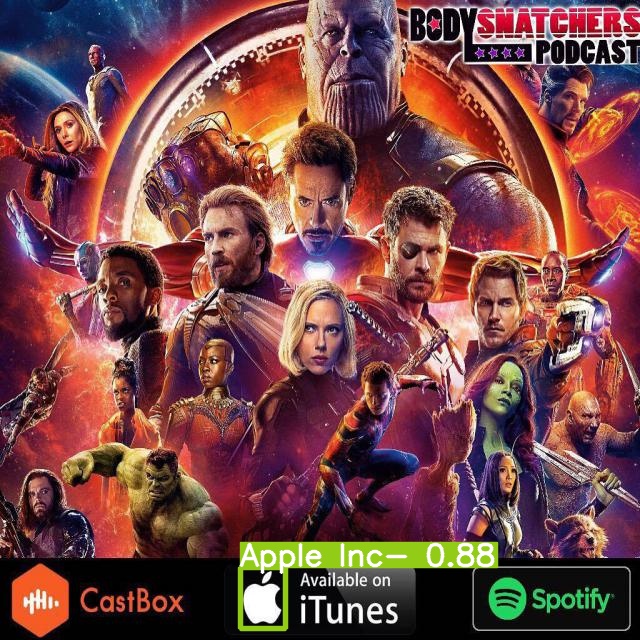 BODY SNATCHERS
PODCAST
Apple Inc- 0.88
CastBox
Available on
iTunes
Spotify